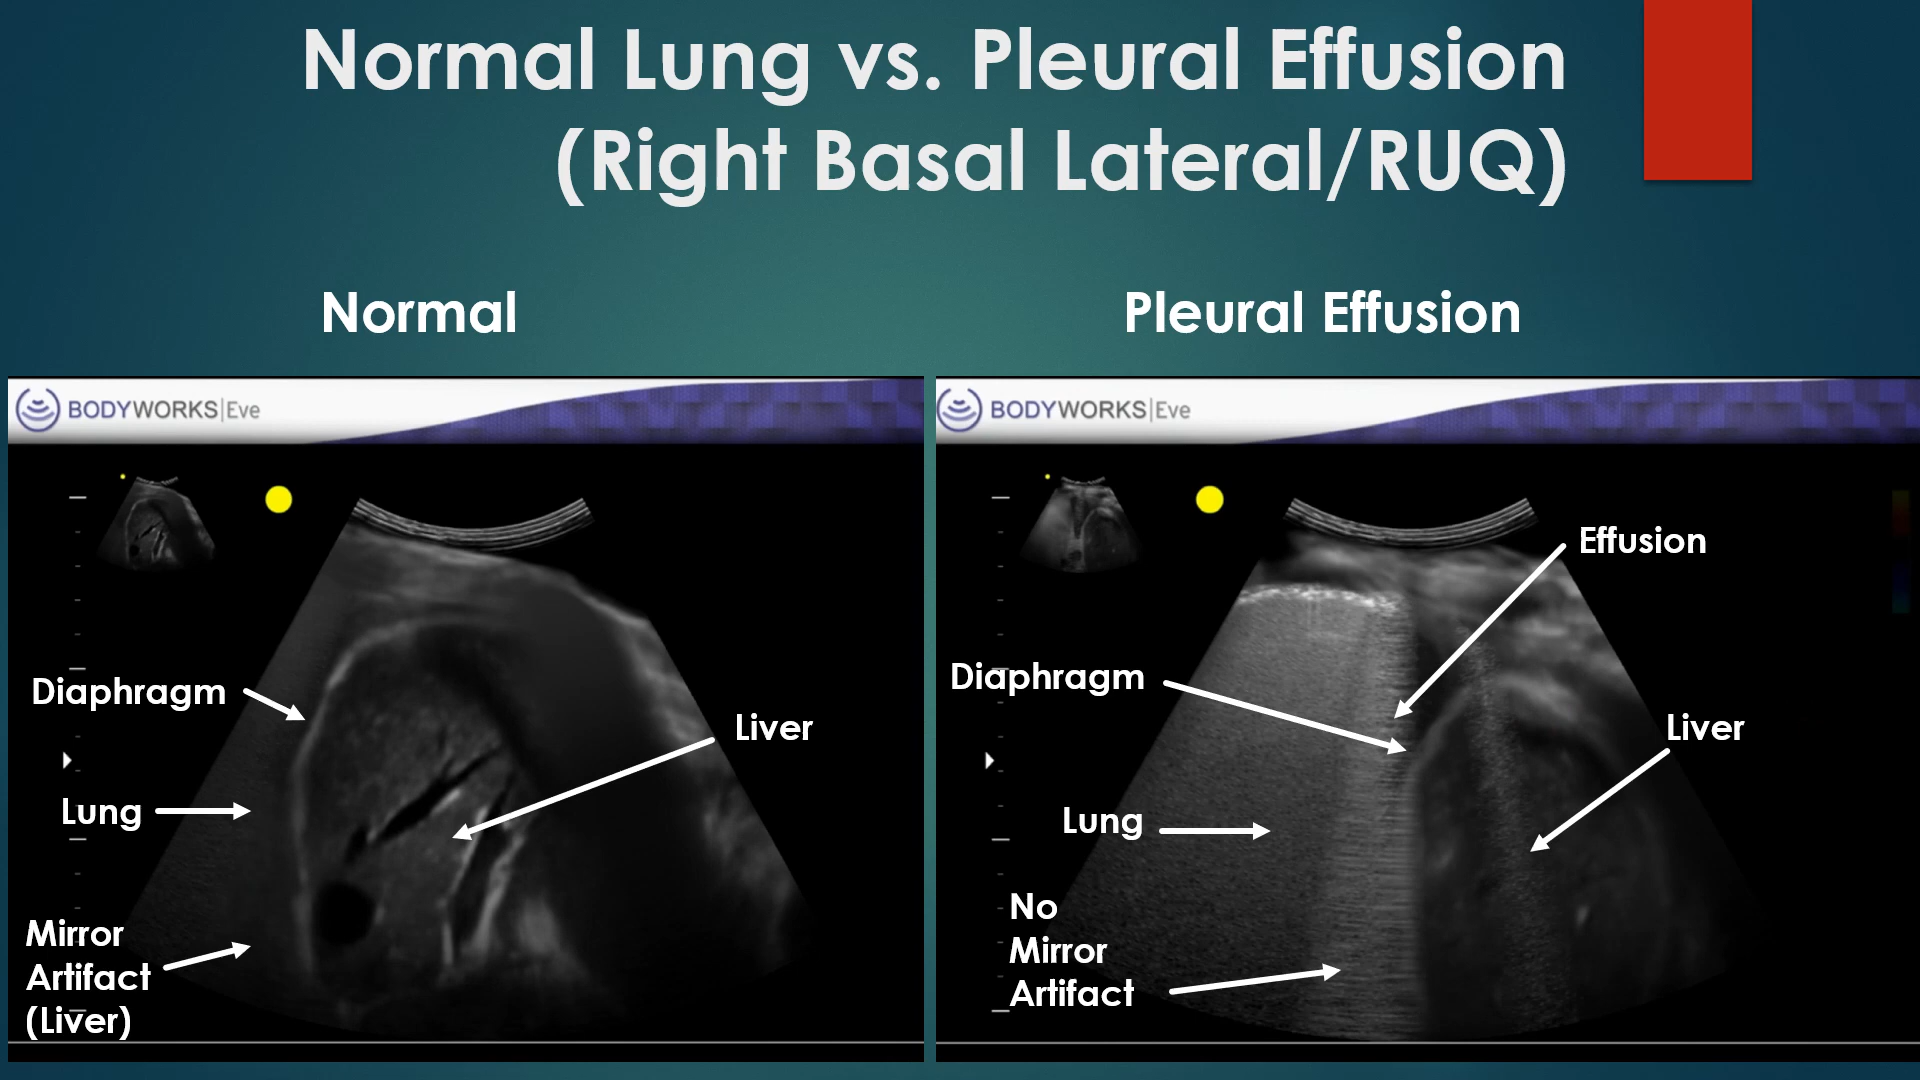 Normal Lung vs. Pleural Effusion
(Right Basal Lateral/RUQ)
Normal
BODYWORKS|Eve
Diaphragm
Liver
Lung
Mirror
Artifact
(Liver)
Pleural Effusion
BODYWORKS|Eve
Effusion
Diaphragm
Liver
Lung
No
Mirror
Artifact